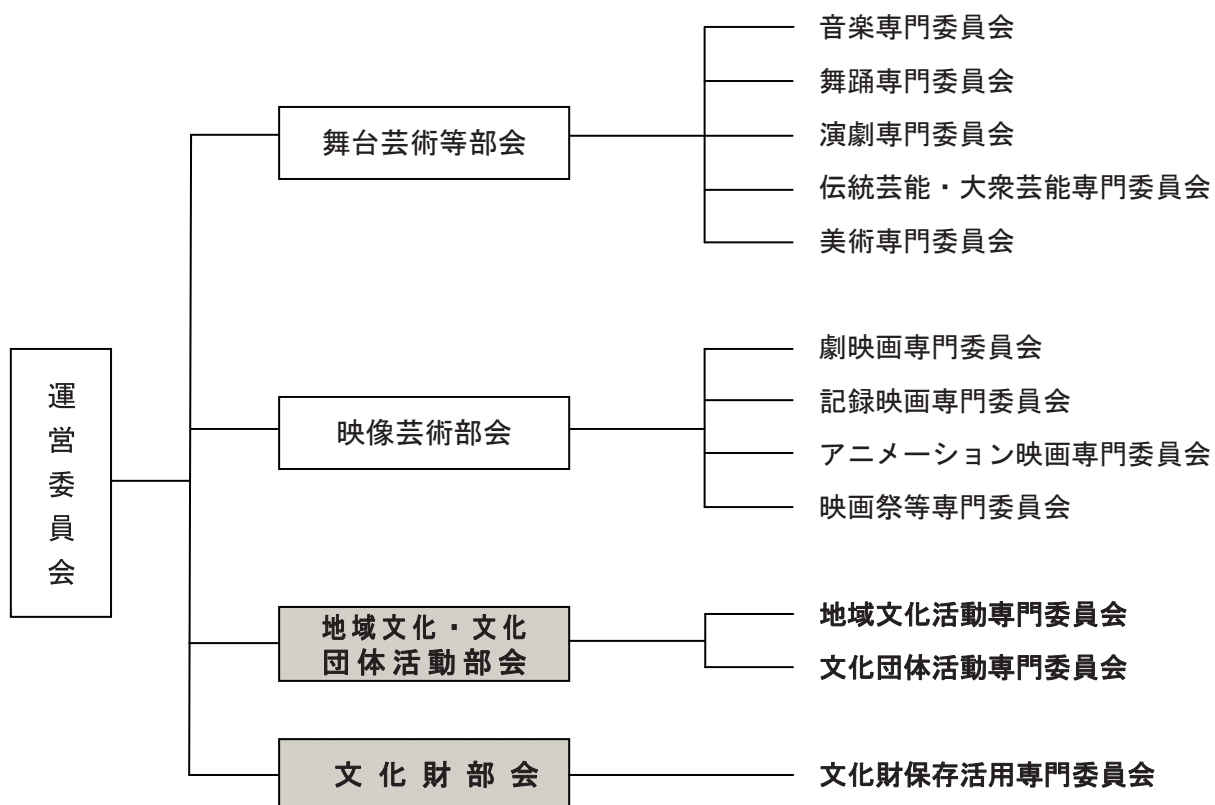 運営委員会
舞台芸術等部会
音楽専門委員会
舞踊専門委員会
演劇専門委員会
伝統芸能・大衆芸能専門委員会
美術専門委員会
映像芸術部会
劇映画専門委員会
記録映画専門委員会
アニメーション映画専門委員会
映画祭等専門委員会
地域文化・文化
団体活動部会
地域文化活動専門委員会
文化団体活動専門委員会
文化財部会
文化財保存活用専門委員会